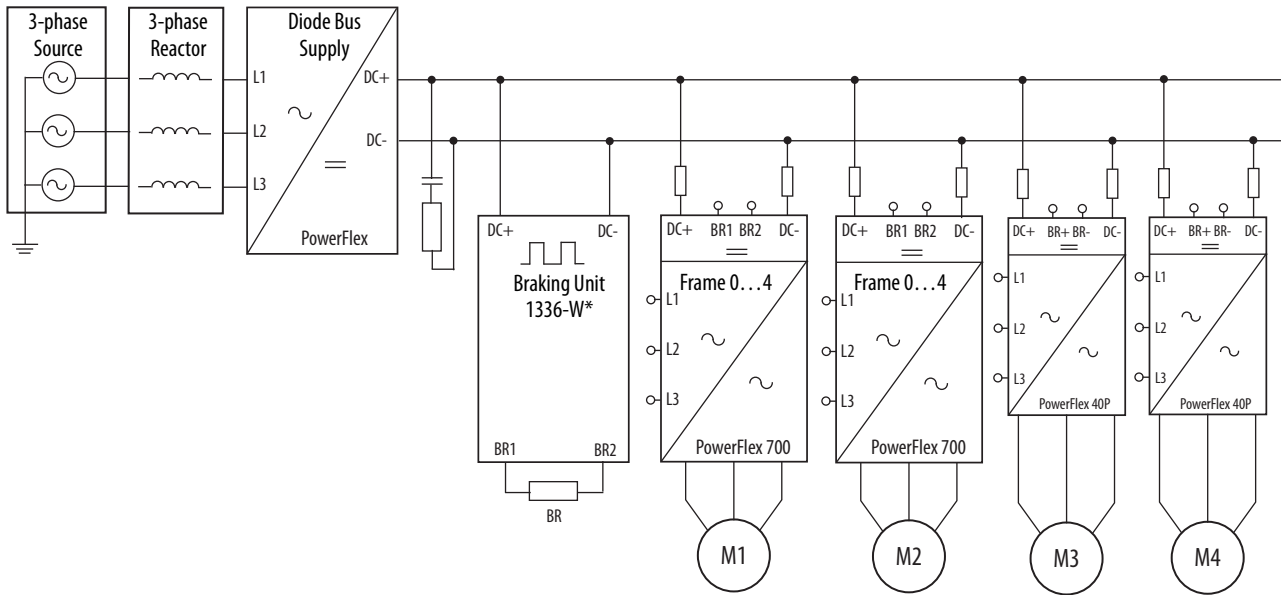 3-phase
Source
3-phase
Reactor
Diode Bus
Supply
L1
L2
L3
DC+
DC-
PowerFlex
DC+
DC-
Braking Unit
1336-W*
BR1
BR2
BR
DC+
BR1
BR2
DC-
Frame 0…4
L1
L2
L3
PowerFlex 700
M1
DC+
BR1
BR2
DC-
Frame 0…4
L1
L2
L3
PowerFlex 700
M2
DC+
BR+
BR-
DC-
L1
L2
L3
PowerFlex 40P
M3
DC+
BR+
BR-
DC-
L1
L2
L3
PowerFlex 40P
M4